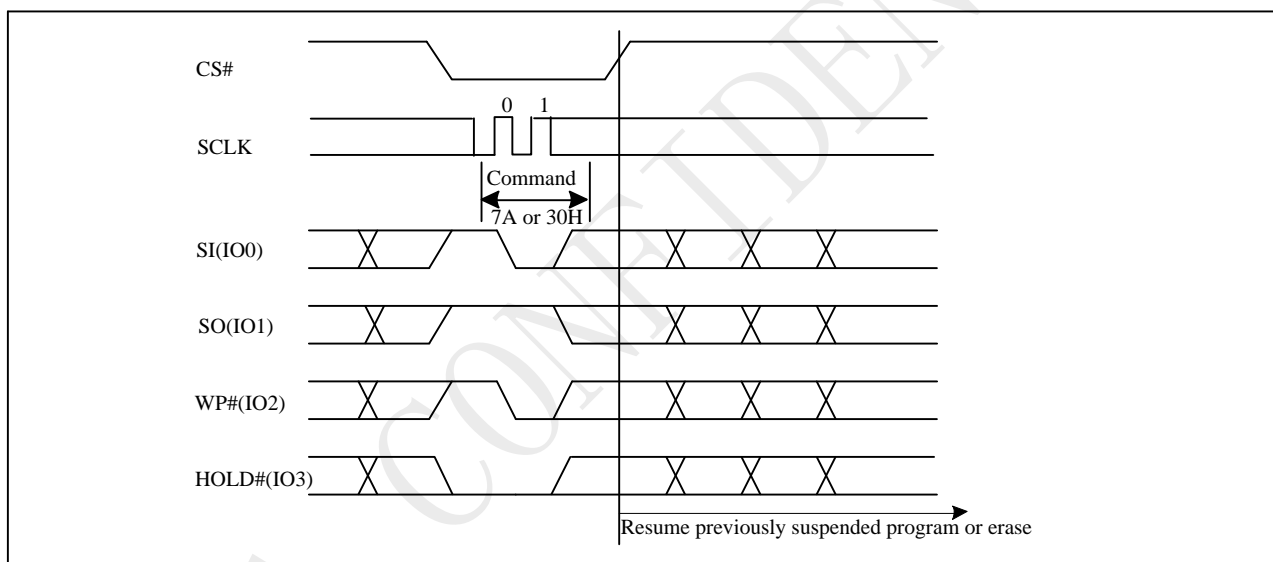 CS#
0 1
SCLK
Command
7A or 30H
SI(IO0)
SO(IO1)
WP#(IO2)
HOLD#(IO3)
Resume previously suspended program or erase
CONFIDEN